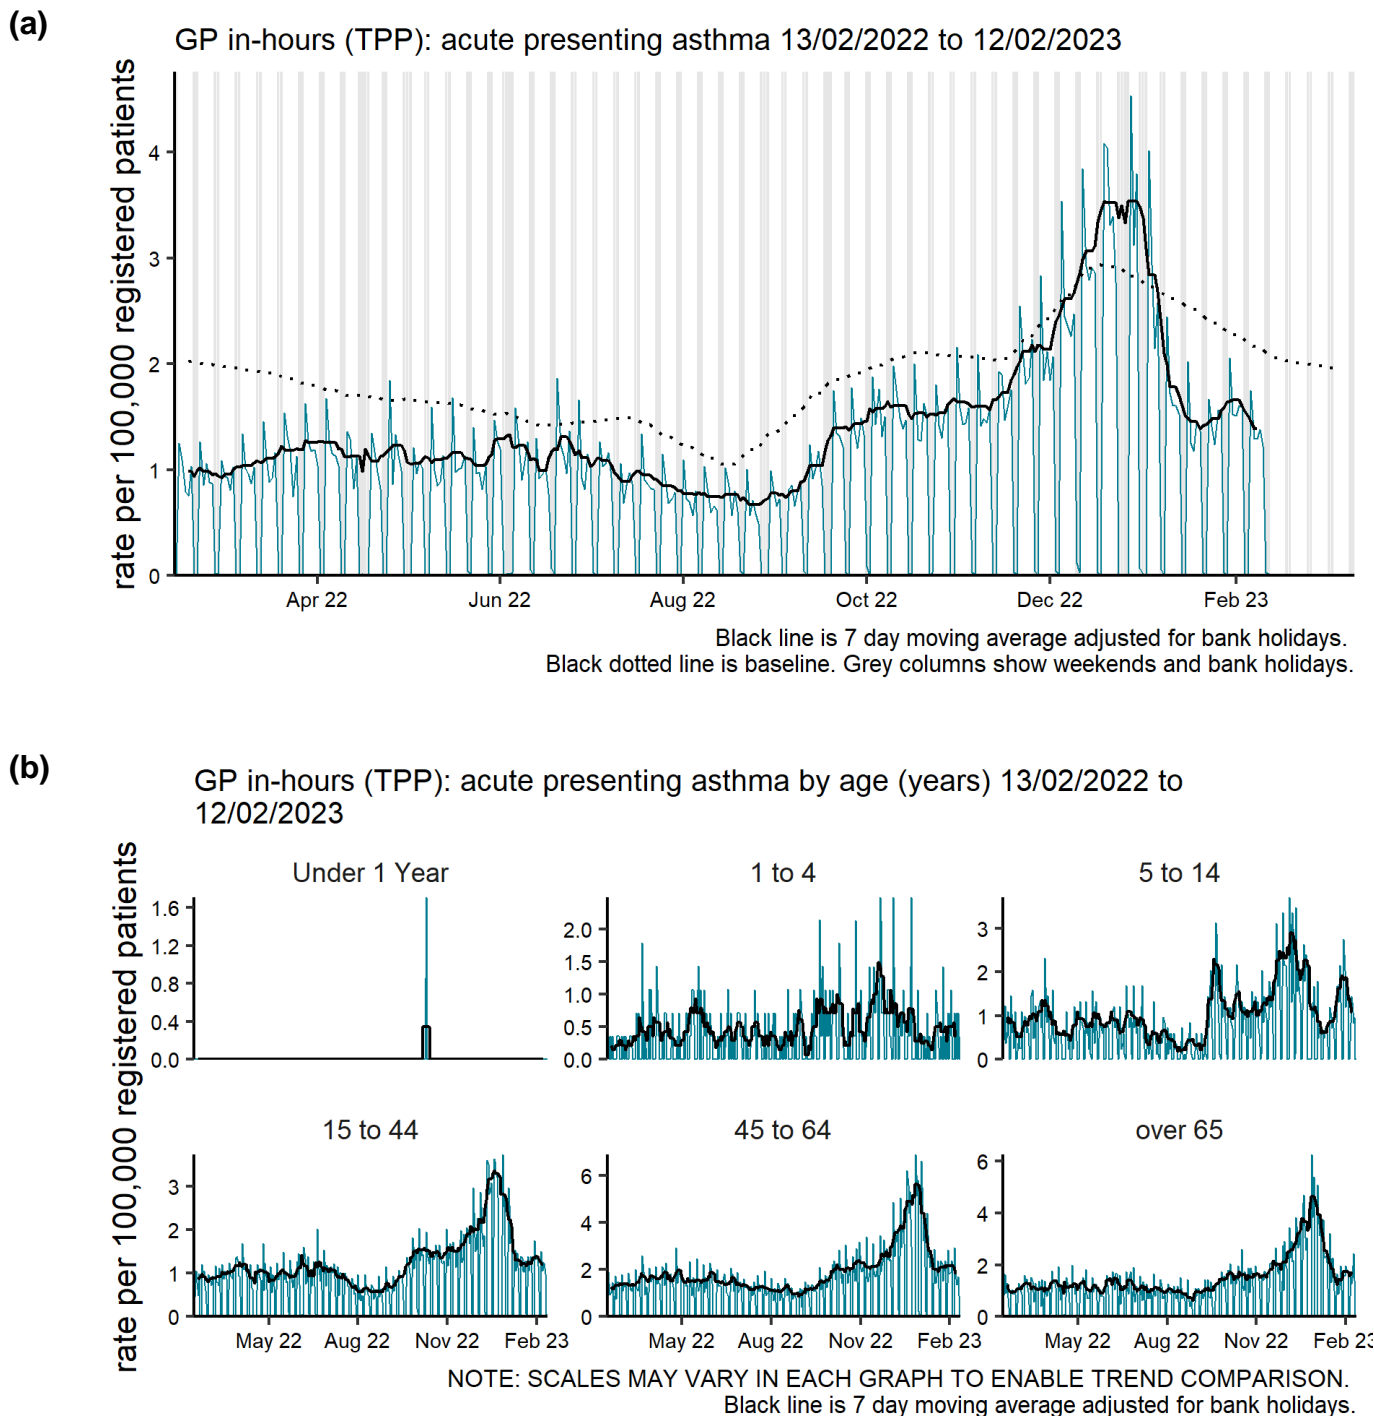 (a)
GP in-hours (TPP): acute presenting asthma 13/02/2022 to 12/02/2023
rate per 100,000 registered patients
4
3
2
1
0
Apr 22
Jun 22
Aug 22
Oct 22
Dec 22
Feb 23
Black line is 7 day moving average adjusted for bank holidays.
Black dotted line is baseline. Grey columns show weekends and bank holidays.
(b)
GP in-hours (TPP): acute presenting asthma by age (years) 13/02/2022 to
12/02/2023
rate per 100,000 registered patients
Under 1 Year
1.6
1.2
0.8
0.4
0.0
1 to 4
2.0
1.5
1.0
0.5
0.0
5 to 14
3
2
1
0
15 to 44
3
2
1
0
May 22
Aug 22
Nov 22
Feb 23
45 to 64
6
4
2
0
May 22
Aug 22
Nov 22
Feb 23
over 65
6
4
2
0
May 22
Aug 22
Nov 22
Feb 23
NOTE: SCALES MAY VARY IN EACH GRAPH TO ENABLE TREND COMPARISON.
Black line is 7 day moving average adjusted for bank holidays.